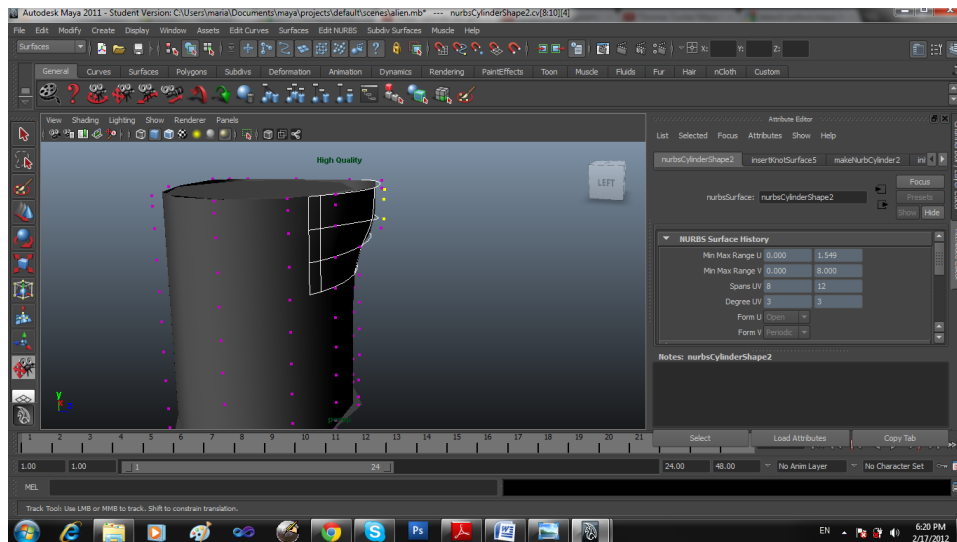 Autodesk Maya 2011 - Student Version: C:\Users\maria\Documents\maya\projects\default\scenes\alien.mb* --- nurbsCylinderShape2.cv[8:10][4]
File Edit Modify Create Display Window Assets Edit Curves Surfaces Edit NURBS Subdiv Surfaces Muscle Help
Surfaces X: Y: Z:
General Curves Surfaces Polygons Subdivs Deformation Animation Dynamics Rendering PaintEffects Toon Muscle Fluids Fur Hair nCloth Custom
View Shading Lighting Show Renderer Panels
High Quality
LEFT
y
persp
Attribute Editor
List Selected Focus Attributes Show Help
nurbsCylinderShape2 insertKnotSurface5 makeNurbCylinder2 ini
nurbsSurface: nurbsCylinderShape2
Focus
Presets
Show Hide
NURBS Surface History
Min Max Range U 0.000 1.549
Min Max Range V 0.000 8.000
Spans UV 8 12
Degree UV 3 3
Form U Open
Form V Periodic
Notes: nurbsCylinderShape2
Select Load Attributes Copy Tab
1 2 3 4 5 6 7 8 9 10 11 12 13 14 15 16 17 18 19 20 21
1.00 1.00 1 24 24.00 48.00 No Anim Layer No Character Set
MEL
Track Tool: Use LMB or MMB to track. Shift to constrain translation.
Ps W EN 6:20 PM
2/17/2012